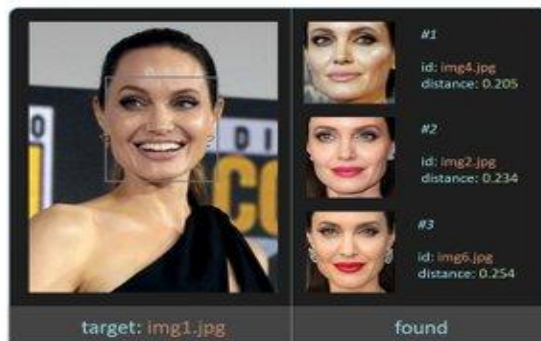 #1
id: img4.jpg
distance: 0.205
#2
id: img2.jpg
distance: 0.234
#3
id: img6.jpg
distance: 0.254
target: img1.jpg
found